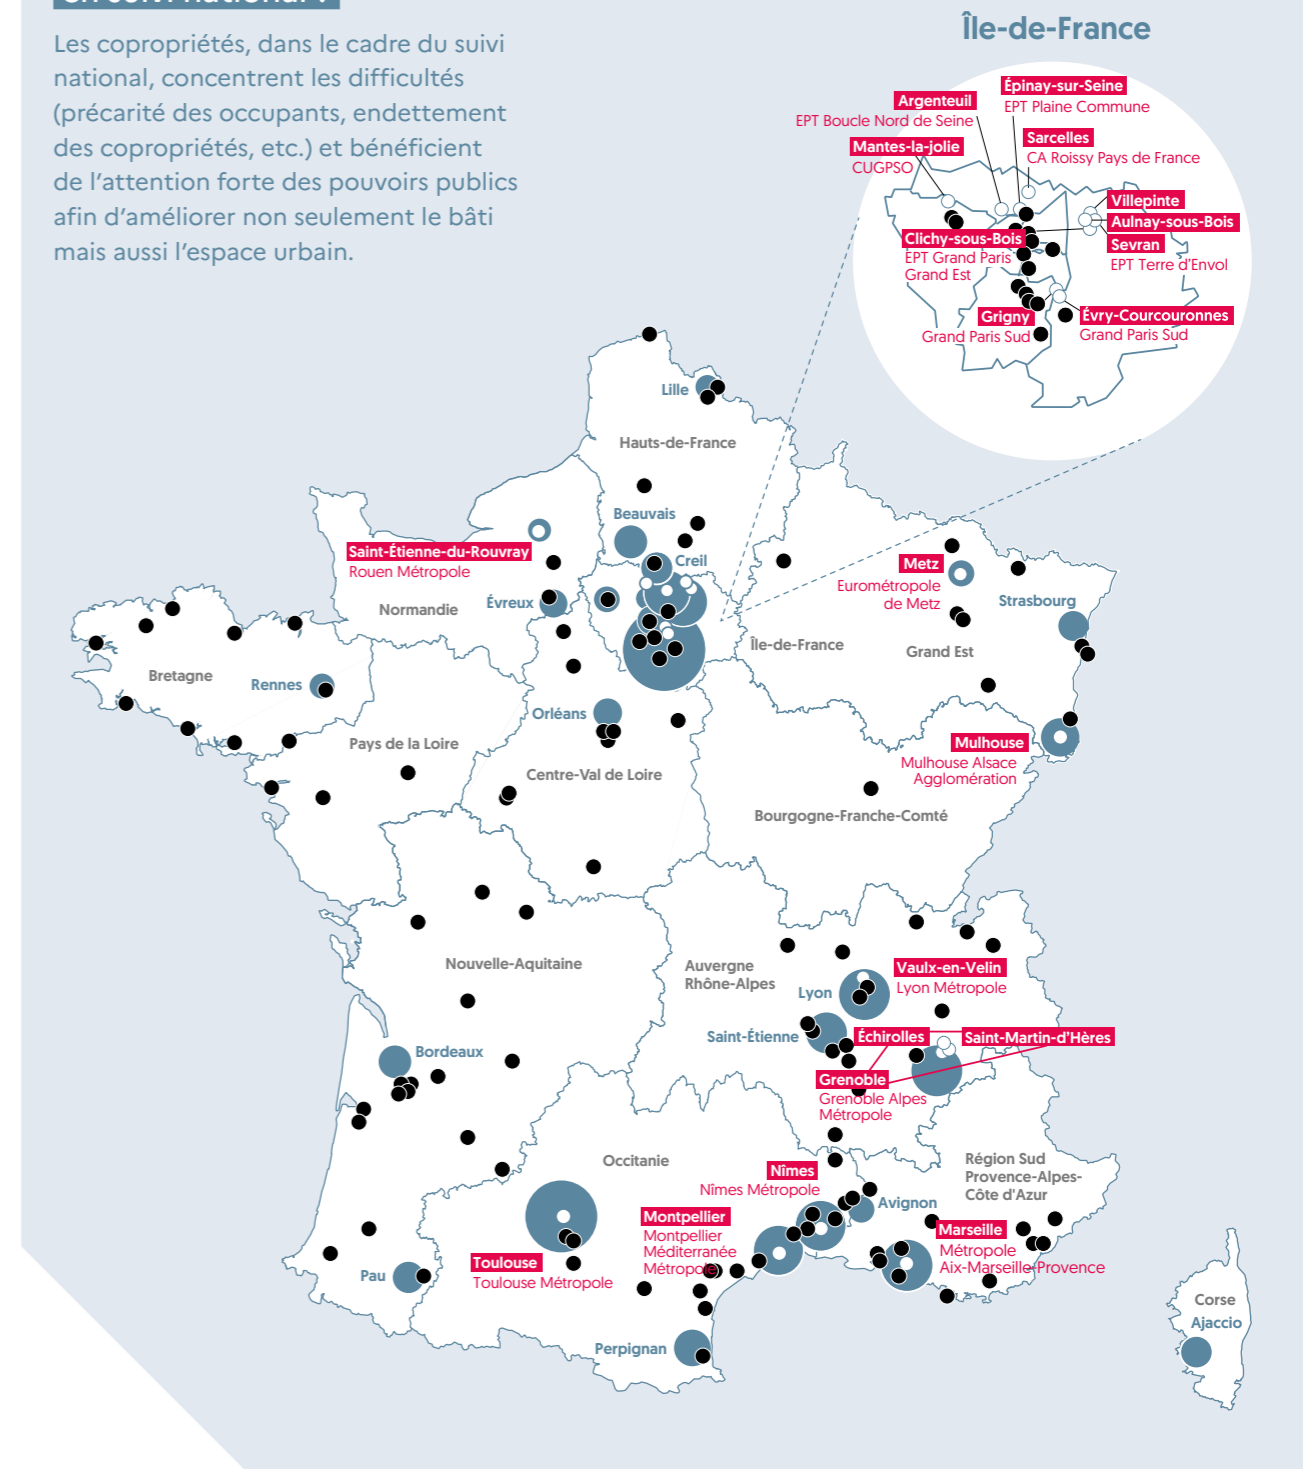 en suivi national ?
Les copropriétés, dans le cadre du suivi
national, concentrent les difficultés
(précarité des occupants, endettement
des copropriétés, etc.) et bénéficient
de l'attention forte des pouvoirs publics
afin d'améliorer non seulement le bâti
mais aussi l'espace urbain.
Île-de-France
Épinay-sur-Seine
EPT Plaine Commune
Argenteuil
EPT Boucle Nord de Seine
Sarcelles
CA Roissy Pays de France
Mantes-la-jolie
CUGPSO
Villepinte
Aulnay-sous-Bois
Sevran
EPT Terre d'Envol
Clichy-sous-Bois
EPT Grand Paris
Grand Est
Grigny
Grand Paris Sud
Évry-Courcouronnes
Grand Paris Sud
Lille
Hauts-de-France
Beauvais
Creil
Saint-Étienne-du-Rouvray
Rouen Métropole
Normandie
Évreux
Metz
Eurométropole
de Metz
Strasbourg
Île-de-France
Grand Est
Bretagne
Rennes
Orléans
Pays de la Loire
Centre-Val de Loire
Mulhouse
Mulhouse Alsace
Agglomération
Bourgogne-Franche-Comté
Nouvelle-Aquitaine
Auvergne
Rhône-Alpes
Vaulx-en-Velin
Lyon Métropole
Lyon
Saint-Étienne
Échirolles
Saint-Martin-d'Hères
Grenoble
Grenoble Alpes
Métropole
Bordeaux
Occitanie
Région Sud
Provence-Alpes-
Côte d'Azur
Nîmes
Nîmes Métropole
Avignon
Montpellier
Montpellier
Méditerranée
Métropole
Marseille
Métropole
Aix-Marseille-Provence
Toulouse
Toulouse Métropole
Pau
Perpignan
Corse
Ajaccio